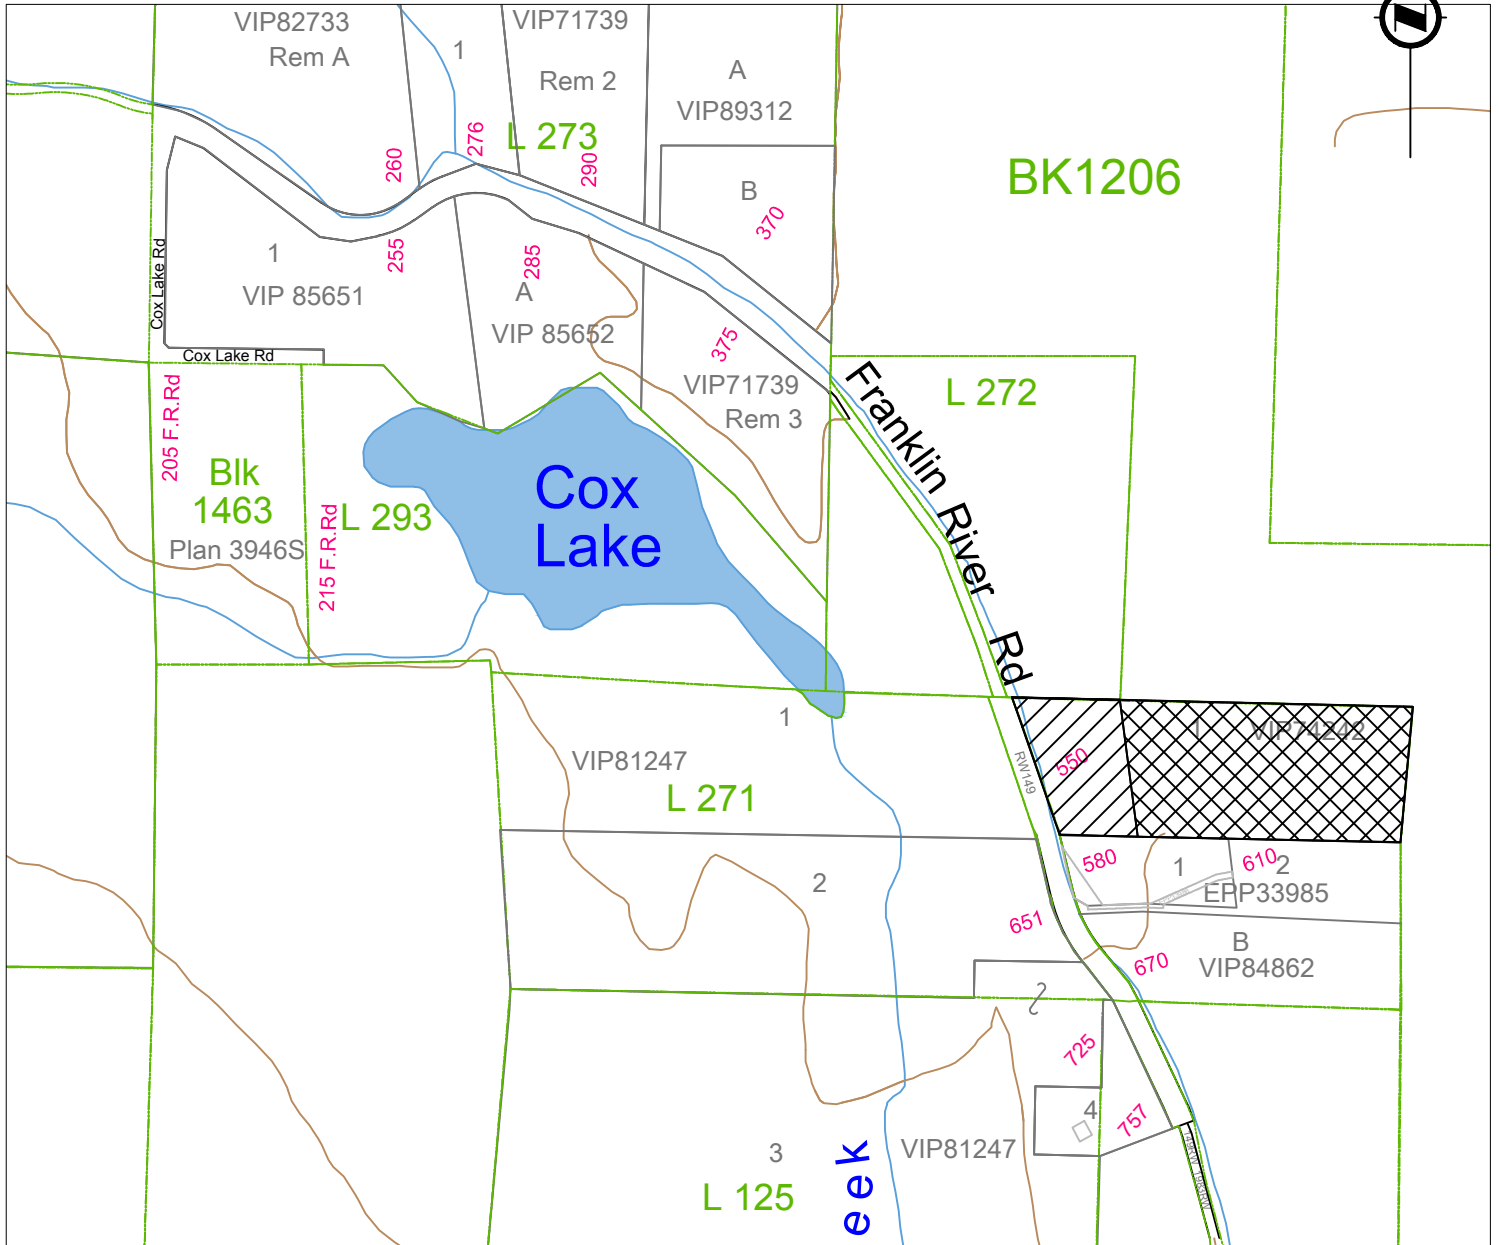 VIP82733
Rem A
1
VIP71739
Rem 2
A
VIP89312
L 273
260
276
290
B
370
BK1206
Cox Lake Rd
1
255
VIP 85651
285
A
VIP 85652
375
VIP71739
Rem 3
Cox Lake Rd
Franklin River Rd
L 272
205 F.R.Rd
Blk
1463
Plan 3946S
215 F.R.Rd
L 293
Cox
Lake
1
VIP81247
L 271
RW149
550
1
VIP74242
580
1
610
2
EPP33985
2
651
B
VIP84862
670
725
4
757
3
VIP81247
L 125
eek